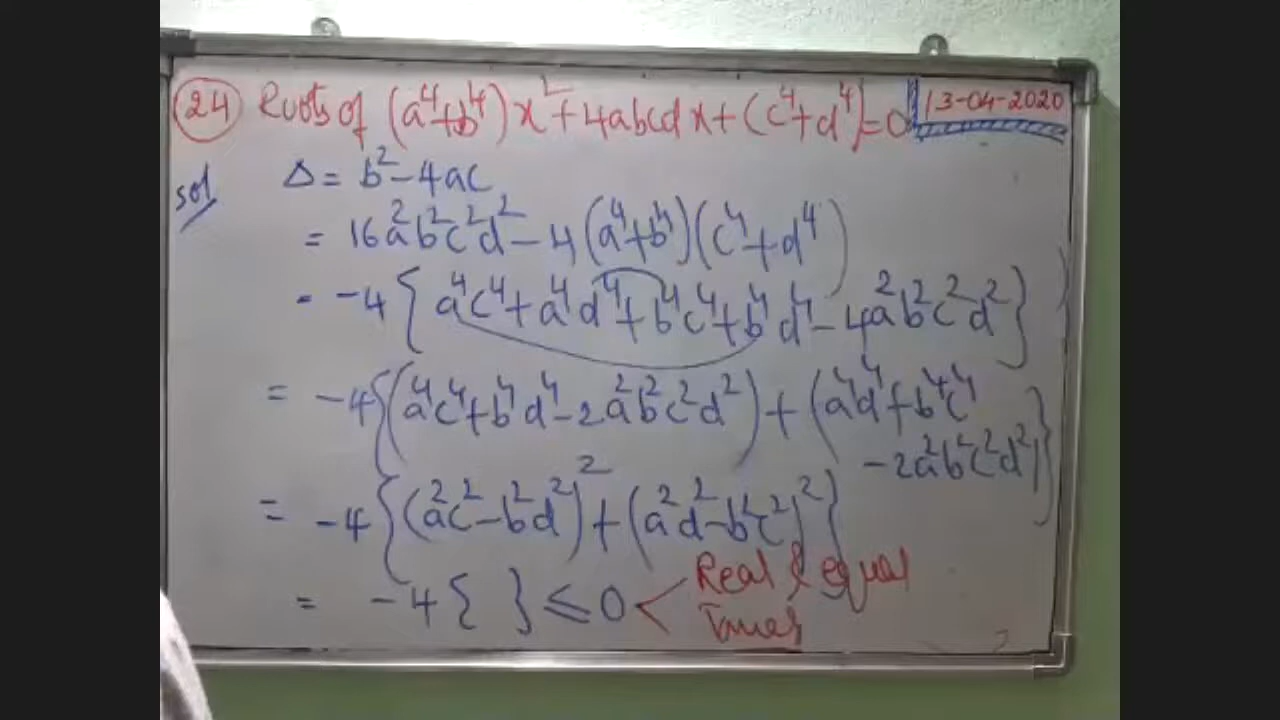 24 Roots of (a⁴+b⁴)x²+4abcdx+(c⁴+d⁴)=0
13-04-2020
sol Δ= b²-4ac
= 16a²b²c²d²-4(a⁴+b⁴)(c⁴+d⁴)
= -4{a⁴c⁴+a⁴d⁴+b⁴c⁴+b⁴d⁴-4a²b²c²d²}
= -4{(a⁴c⁴+b⁴d⁴-2a²b²c²d²)+(a⁴d⁴+b⁴c⁴
-2a²b²c²d²)}
= -4{(a²c²-b²d²)²+(a²d²-b²c²)²}
= -4{ }≤0< Real & equal